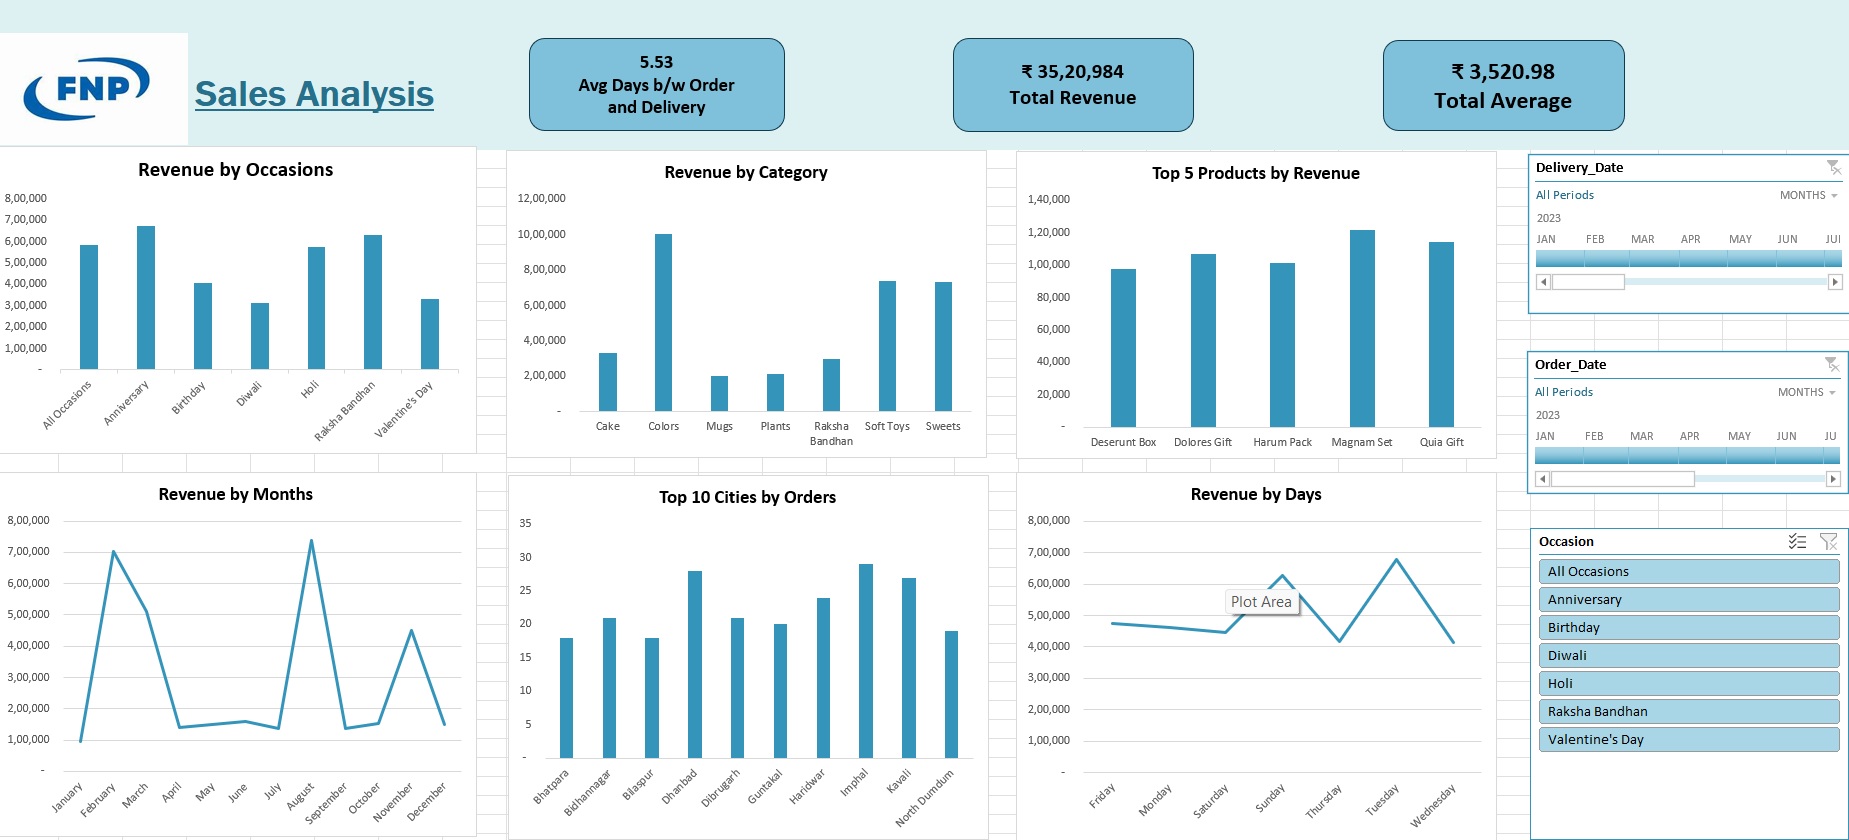 FNP
Sales Analysis
5.53
Avg Days b/w Order
and Delivery
₹ 35,20,984
Total Revenue
₹ 3,520.98
Total Average
Revenue by Occasions
8,00,000
7,00,000
6,00,000
5,00,000
4,00,000
3,00,000
2,00,000
1,00,000
-
All Occasions
Anniversary
Birthday
Diwali
Holi
Raksha Bandhan
Valentine's Day
Revenue by Category
12,00,000
10,00,000
8,00,000
6,00,000
4,00,000
2,00,000
-
Cake
Colors
Mugs
Plants
Raksha
Bandhan
Soft Toys
Sweets
Top 5 Products by Revenue
1,40,000
1,20,000
1,00,000
80,000
60,000
40,000
20,000
-
Deserunt Box
Dolores Gift
Harum Pack
Magnam Set
Quia Gift
Delivery_Date
All Periods
MONTHS
2023
JAN FEB MAR APR MAY JUN JUI
Order_Date
All Periods
MONTHS
2023
JAN FEB MAR APR MAY JUN JU
Revenue by Months
8,00,000
7,00,000
6,00,000
5,00,000
4,00,000
3,00,000
2,00,000
1,00,000
-
January
February
March
April
May
June
July
August
September
October
November
December
Top 10 Cities by Orders
35
30
25
20
15
10
5
-
Bhatpara
Bidhannagar
Bilaspur
Dhanbad
Dibrugarh
Guntakal
Haridwar
Imphal
Kavali
North Dumdum
Revenue by Days
8,00,000
7,00,000
6,00,000
5,00,000
4,00,000
3,00,000
2,00,000
1,00,000
-
Plot Area
Friday
Monday
Saturday
Sunday
Thursday
Tuesday
Wednesday
Occasion
All Occasions
Anniversary
Birthday
Diwali
Holi
Raksha Bandhan
Valentine's Day